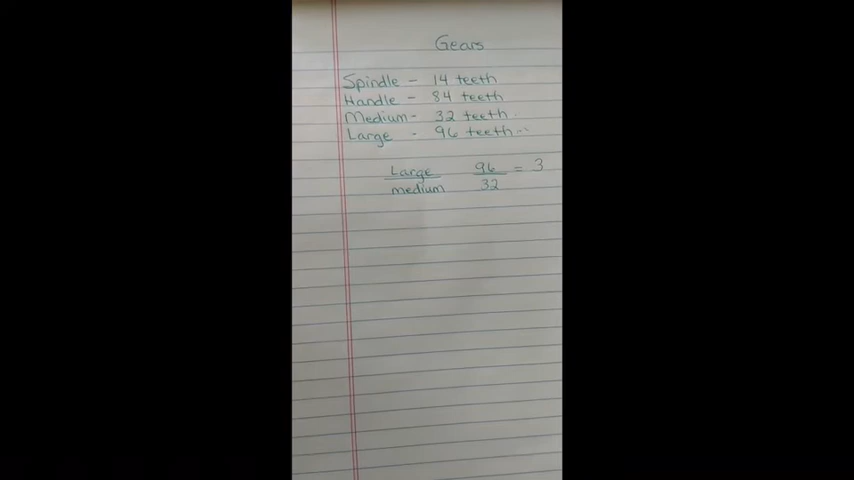 Gears
Spindle - 14 teeth
Handle - 84 teeth
Medium - 32 teeth
Large - 96 teeth
Large 96 = 3
medium 32